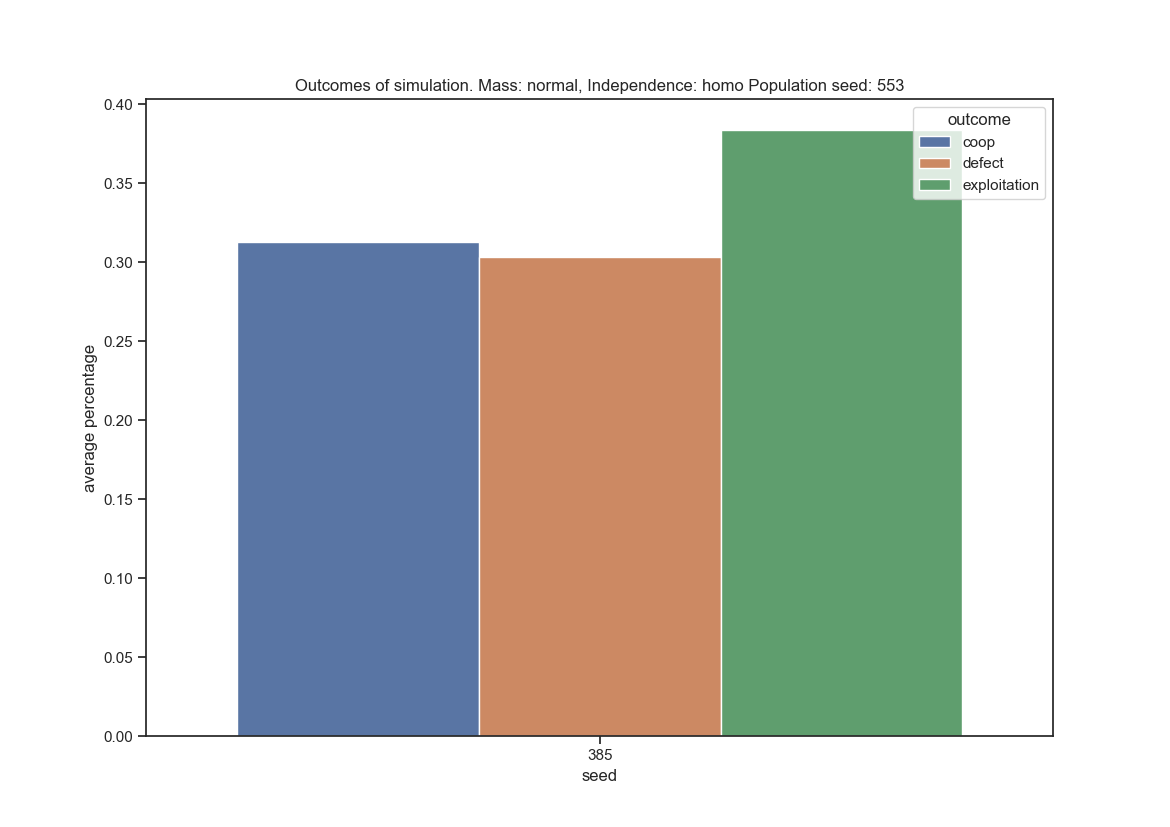 Outcomes of simulation. Mass: normal, Independence: homo Population seed: 553
outcome
coop
defect
exploitation
0.40
0.35
0.30
0.25
0.20
0.15
0.10
0.05
0.00
average percentage
385
seed